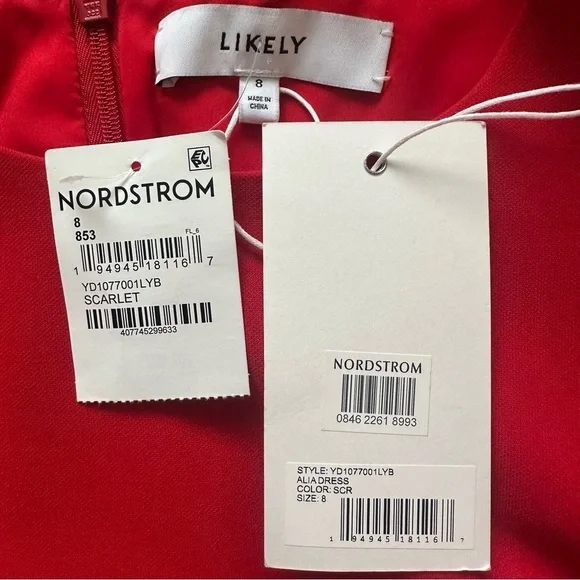 LIKELY
8
MADE IN
CHINA
NORDSTROM
8
853
FL_6
1 94945 18116 7
YD1077001LYB
SCARLET
407745299633
NORDSTROM
0846 2261 8993
STYLE: YD1077001LYB
ALIA DRESS
COLOR: SCR
SIZE: 8
1 94945 18116 7